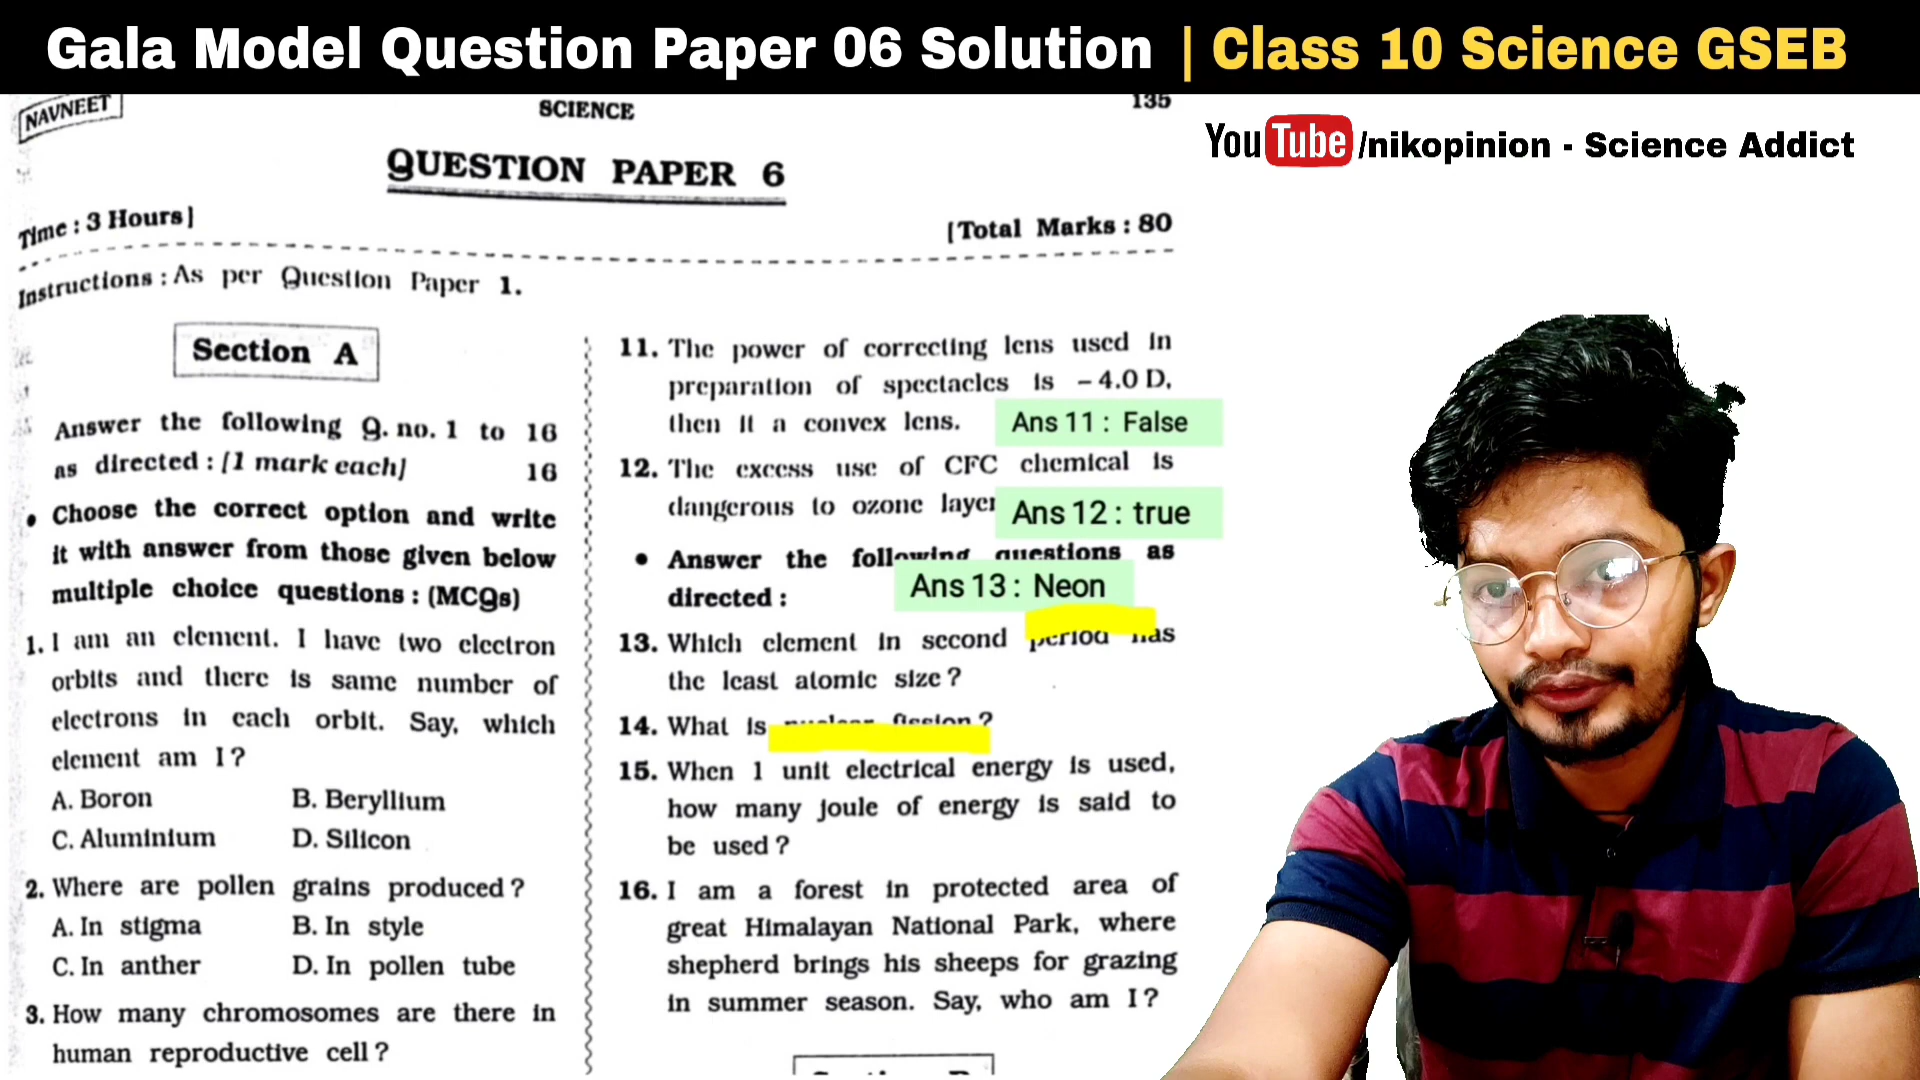 Gala Model Question Paper 06 Solution | Class 10 Science GSEB
YouTube/nikopinion - Science Addict
NAVNEET
SCIENCE
135
QUESTION PAPER 6
Time : 3 Hours]
[Total Marks : 80
Instructions : As per Question Paper 1.
Section A
Answer the following Q. no. 1 to 16
as directed : [1 mark each] 16
• Choose the correct option and write
it with answer from those given below
multiple choice questions : (MCQs)
1. I am an element. I have two electron
orbits and there is same number of
electrons in each orbit. Say, which
element am I ?
A. Boron B. Beryllium
C. Aluminium D. Silicon
2. Where are pollen grains produced ?
A. In stigma B. In style
C. In anther D. In pollen tube
3. How many chromosomes are there in
human reproductive cell ?
11. The power of correcting lens used in
preparation of spectacles is – 4.0 D,
then it a convex lens.
Ans 11 : False
12. The excess use of CFC chemical is
dangerous to ozone layer
Ans 12 : true
• Answer the following questions as
directed :
Ans 13 : Neon
13. Which element in second period has
the least atomic size ?
14. What is nuclear fission ?
15. When 1 unit electrical energy is used,
how many joule of energy is said to
be used ?
16. I am a forest in protected area of
great Himalayan National Park, where
shepherd brings his sheeps for grazing
in summer season. Say, who am I ?